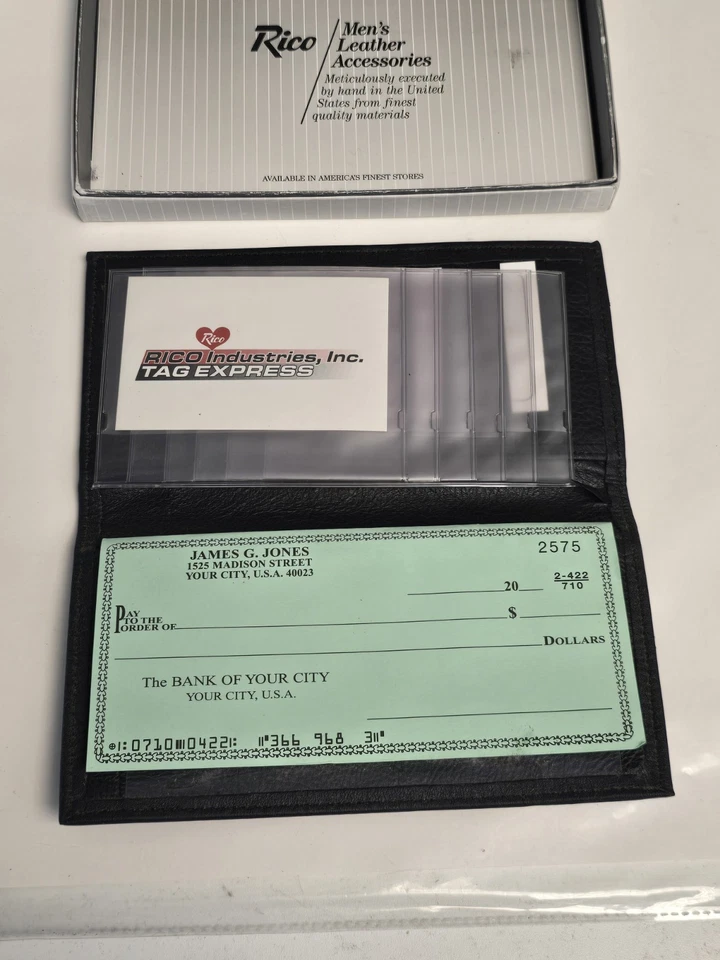 Rico
Men's
Leather
Accessories
Meticulously executed
by hand in the United
States from finest
quality materials
AVAILABLE IN AMERICA'S FINEST STORES
Rico
RICO Industries, Inc.
TAG EXPRESS
JAMES G. JONES
1525 MADISON STREET
YOUR CITY, U.S.A. 40023
2575
20
2-422
710
PAY
TO THE
ORDER OF
$
DOLLARS
The BANK OF YOUR CITY
YOUR CITY, U.S.A.
⑆0710⑉0422⑆ ⑈366 968 3⑈